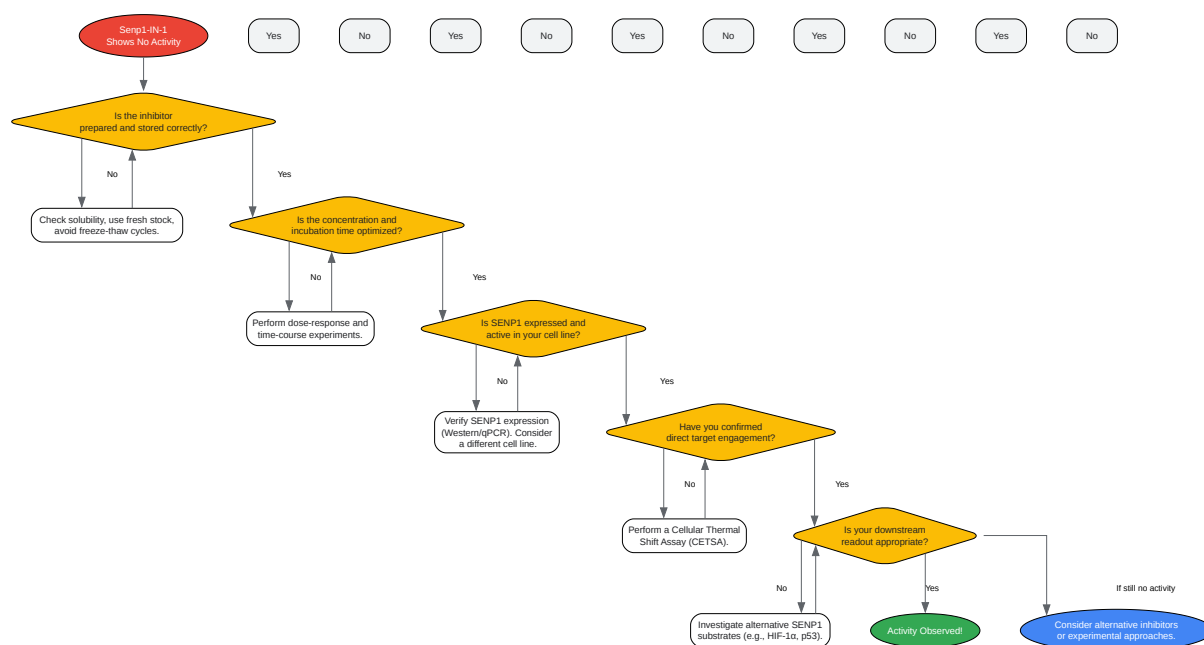 Senp1-IN-1
Shows No Activity
Yes
No
Yes
No
Yes
No
Yes
No
Yes
No
Is the inhibitor
prepared and stored correctly?
No
Yes
Check solubility, use fresh stock,
avoid freeze-thaw cycles.
Is the concentration and
incubation time optimized?
No
Yes
Perform dose-response and
time-course experiments.
Is SENP1 expressed and
active in your cell line?
No
Yes
Verify SENP1 expression
(Western/qPCR). Consider
a different cell line.
Have you confirmed
direct target engagement?
No
Yes
Perform a Cellular Thermal
Shift Assay (CETSA).
Is your downstream
readout appropriate?
No
Yes
If still no activity
Investigate alternative SENP1
substrates (e.g., HIF-1α, p53).
Activity Observed!
Consider alternative inhibitors
or experimental approaches.